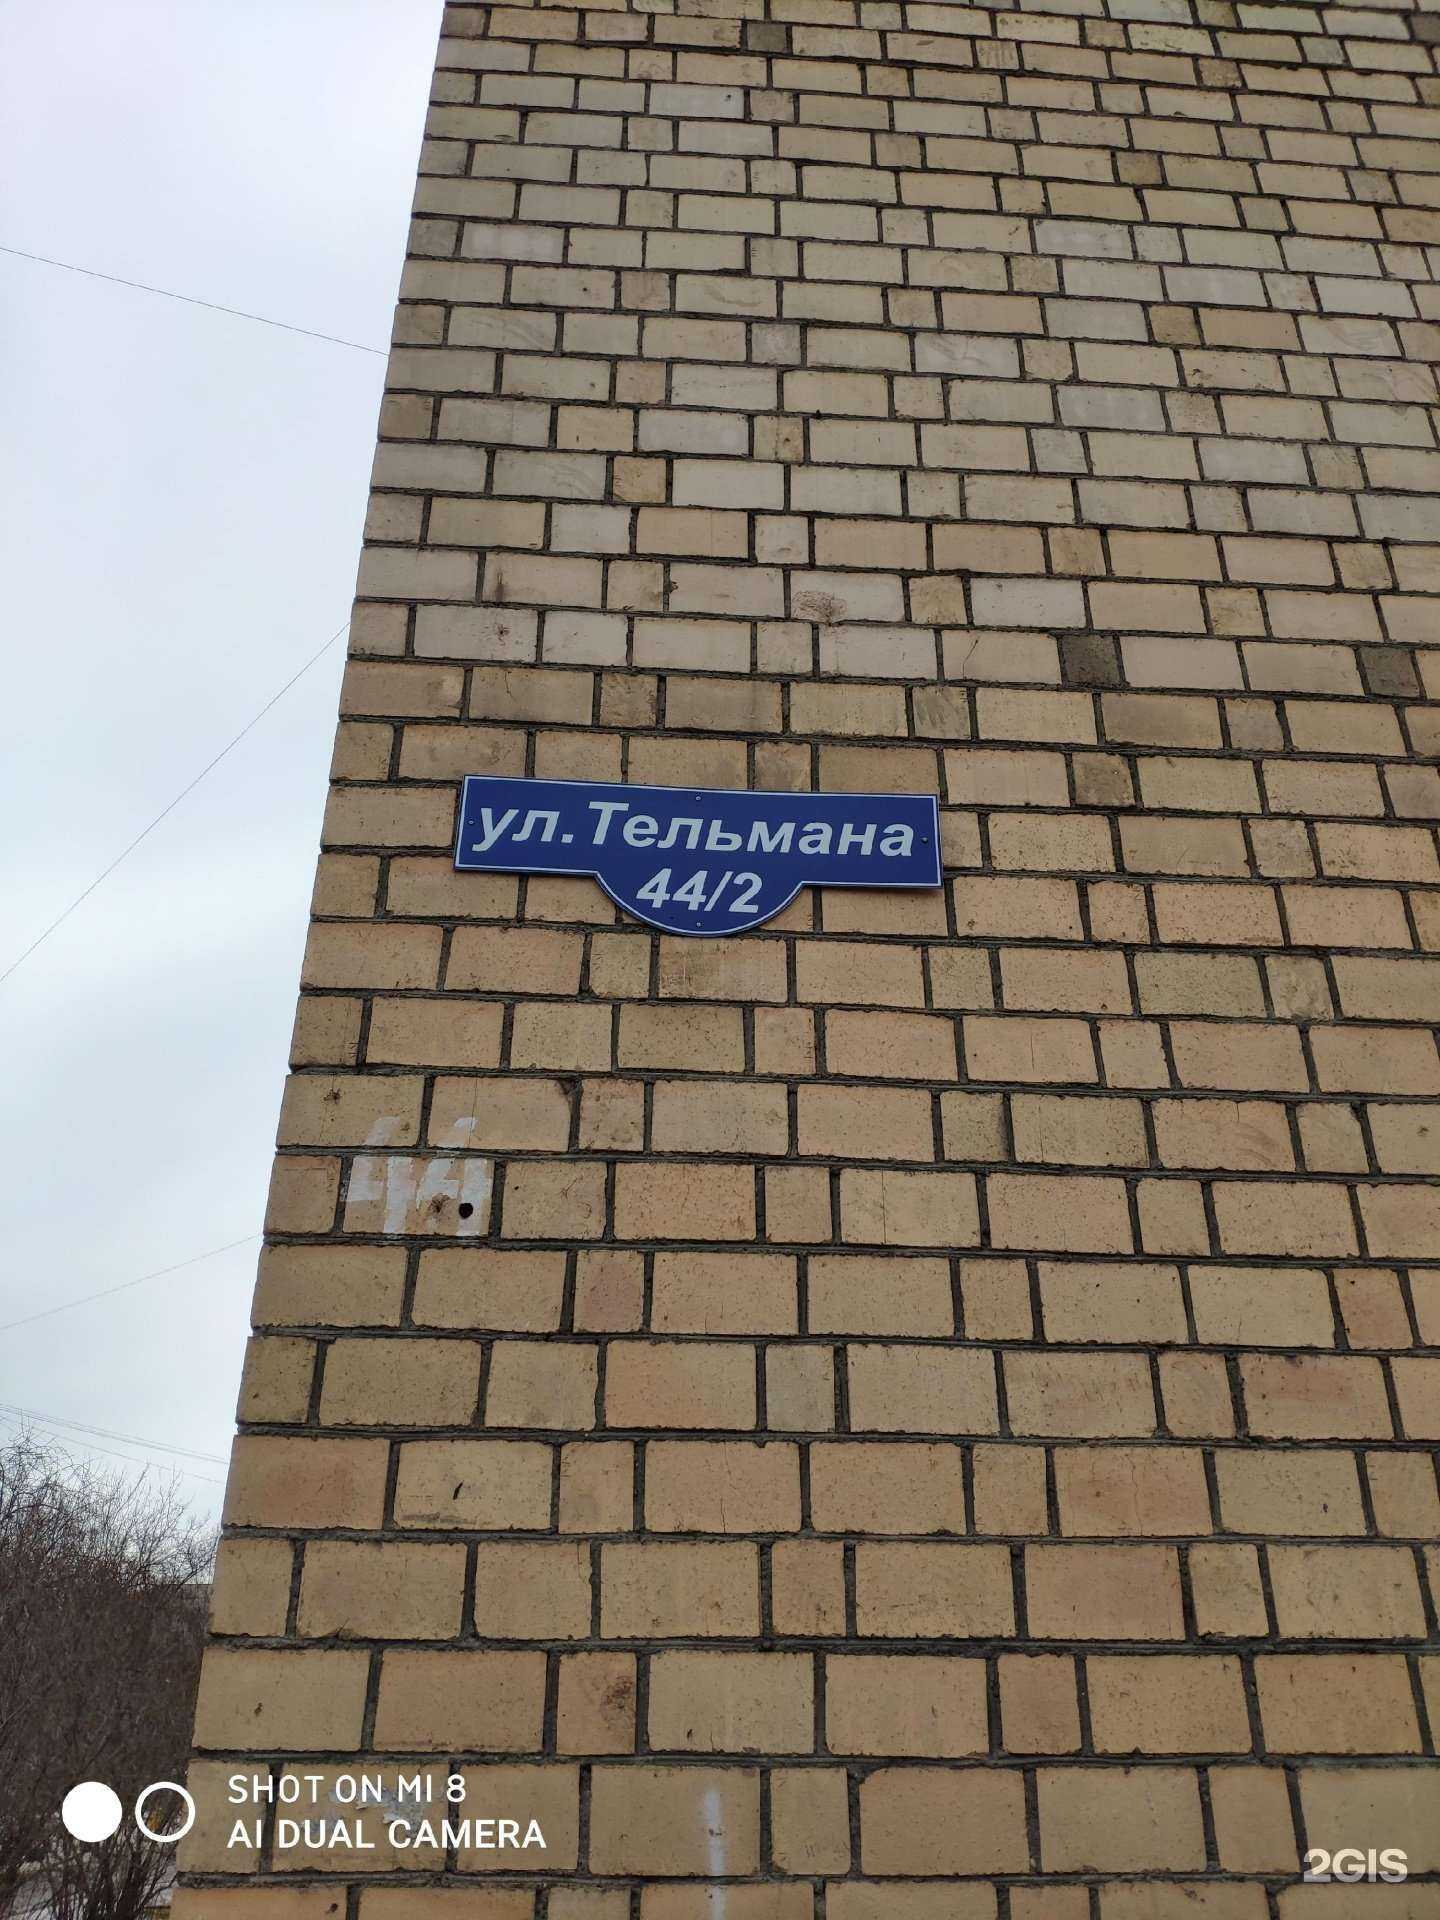 ул. Тельмана
44/2
44
SHOT ON MI 8
AI DUAL CAMERA
2GIS